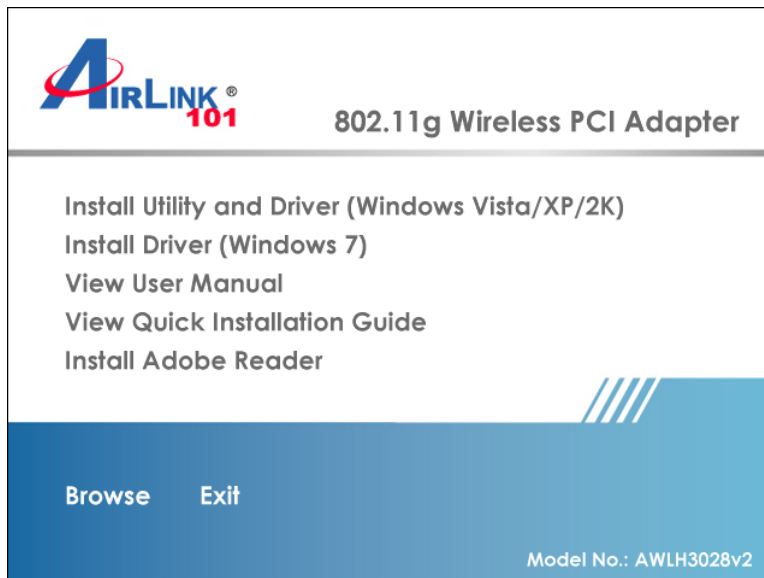 AIRLINK ®
101
802.11g Wireless PCI Adapter
Install Utility and Driver (Windows Vista/XP/2K)
Install Driver (Windows 7)
View User Manual
View Quick Installation Guide
Install Adobe Reader
Browse Exit
Model No.: AWLH3028v2